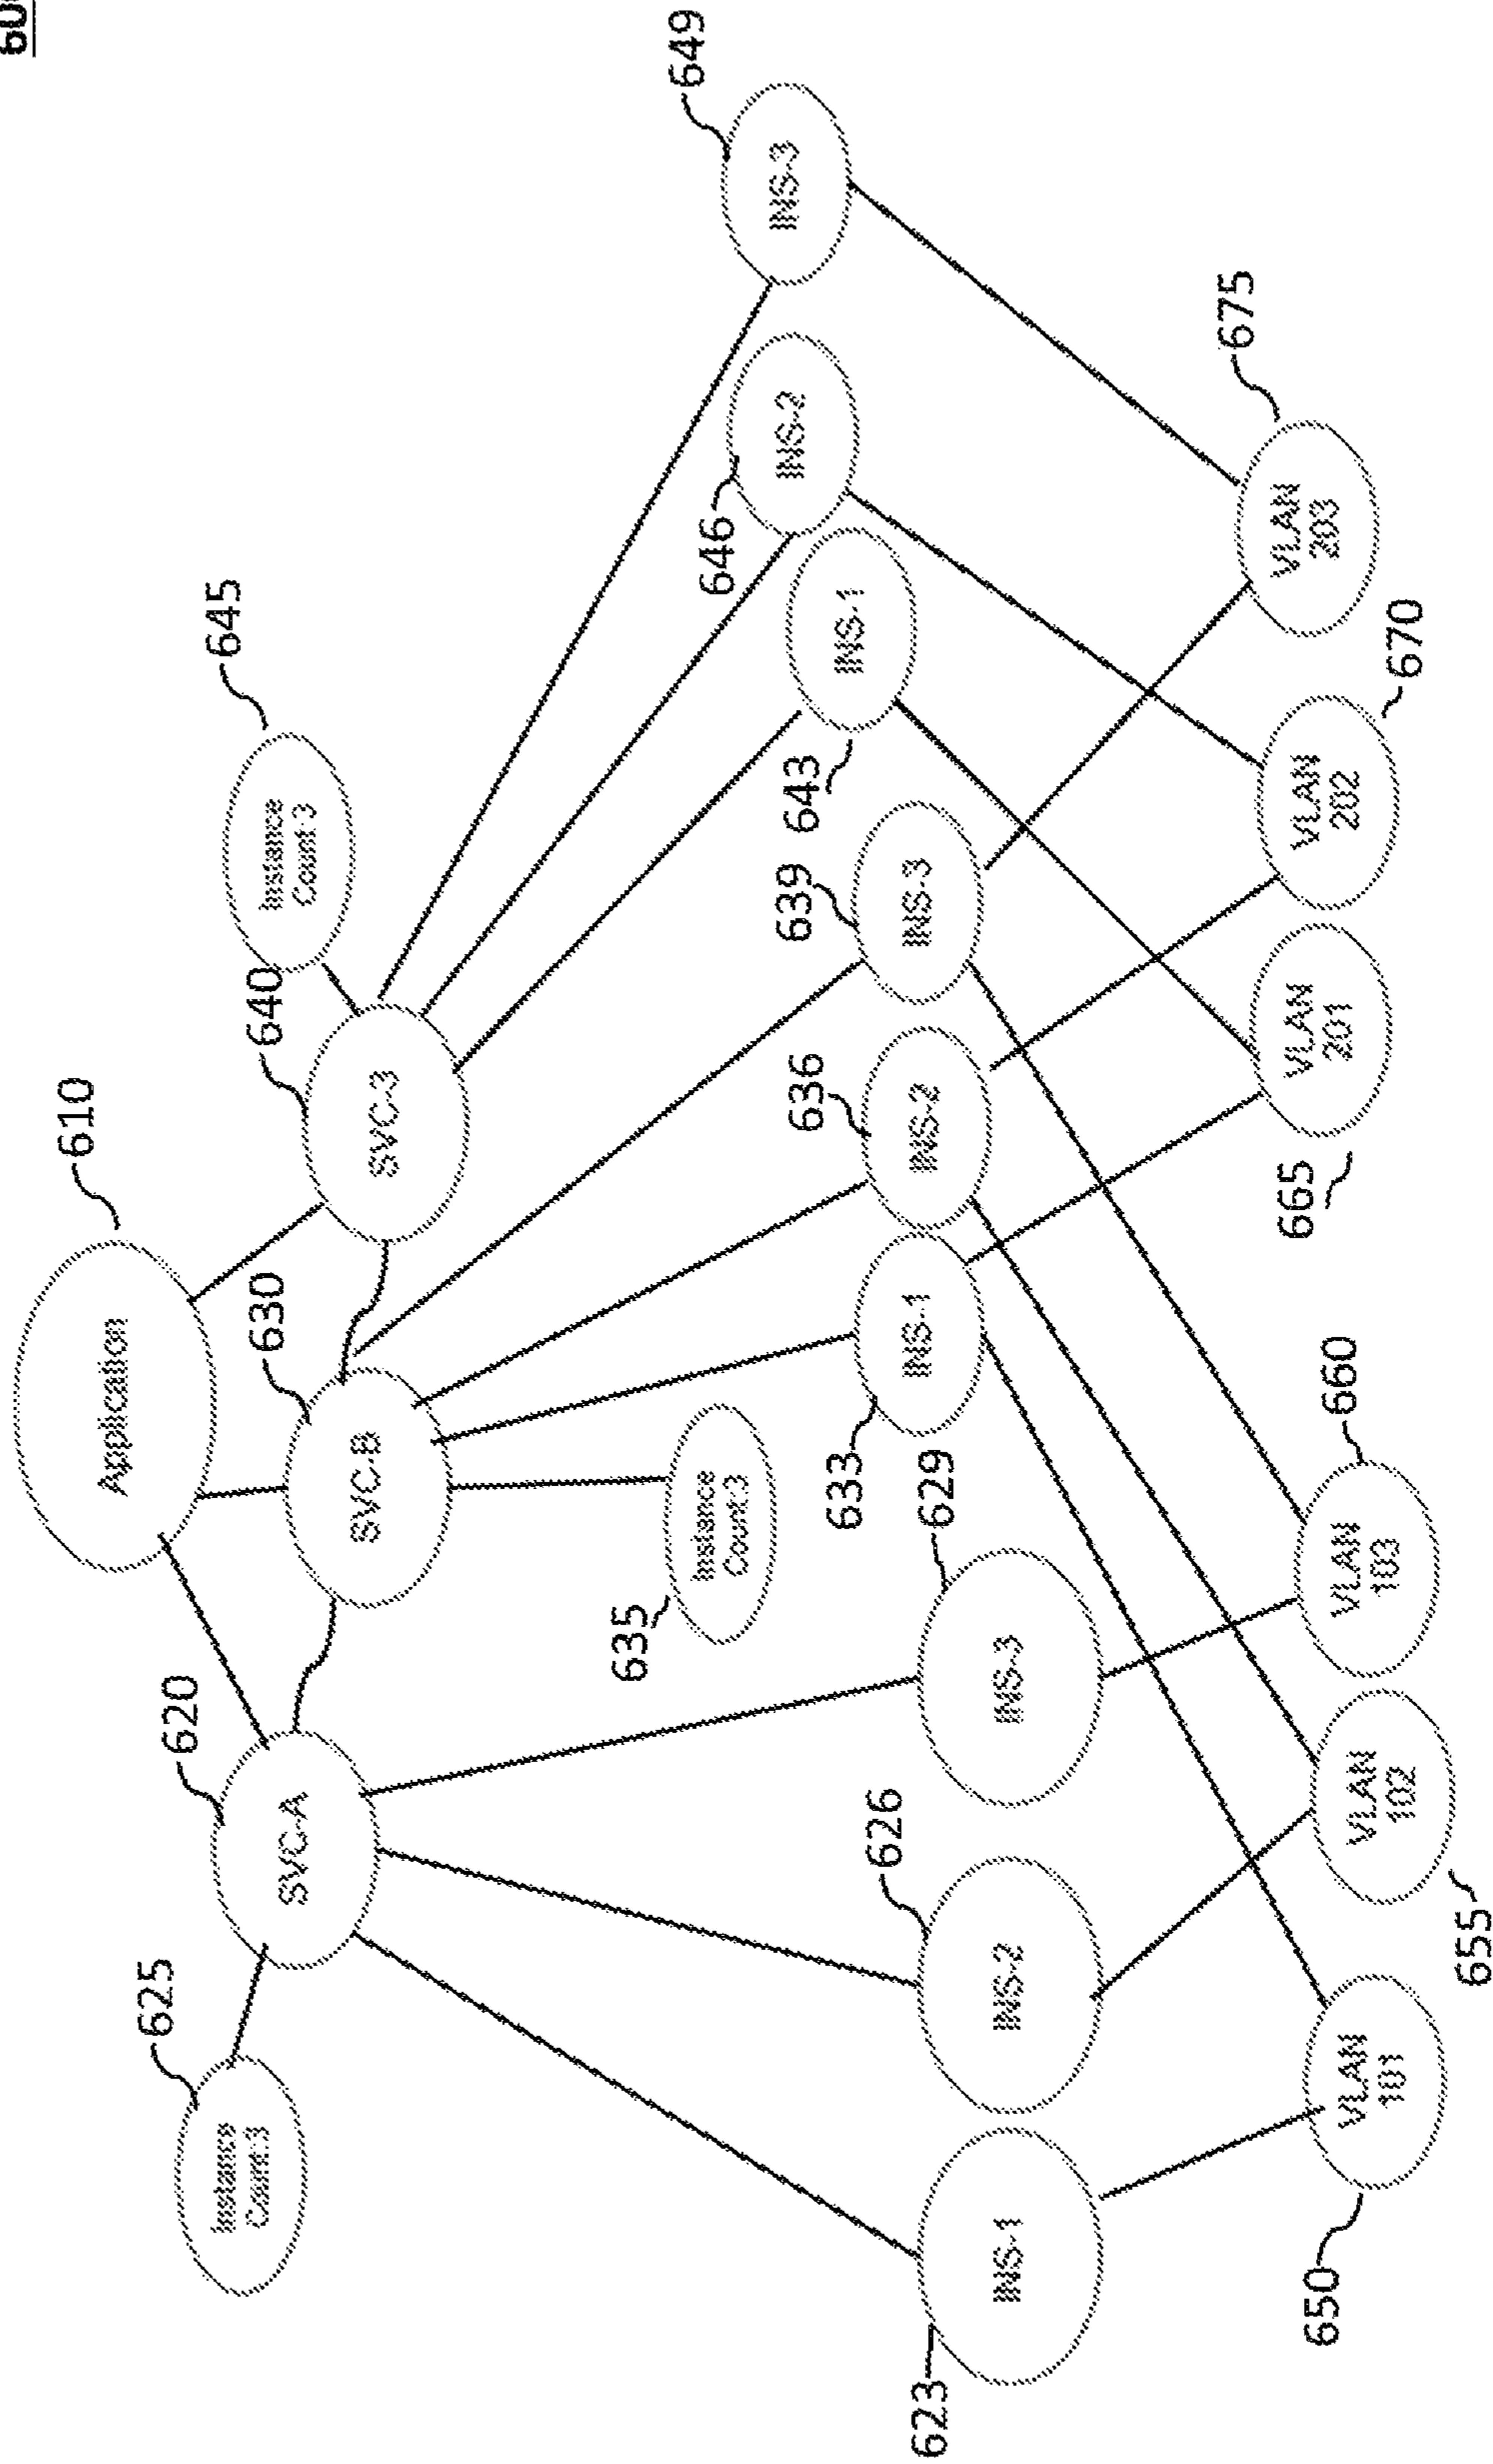 610
Application
645
Instance
Count:3
640
SVC-3
630
SVC-B
620
SVC-A
625
Instance
Count:3
635
Instance
Count:3
649
INS-3
646
INS-2
643
INS-1
639
INS-3
636
INS-2
633
INS-1
629
INS-3
626
INS-2
623
INS-1
650
VLAN
101
655
VLAN
102
660
VLAN
103
665
VLAN
201
670
VLAN
202
675
VLAN
203